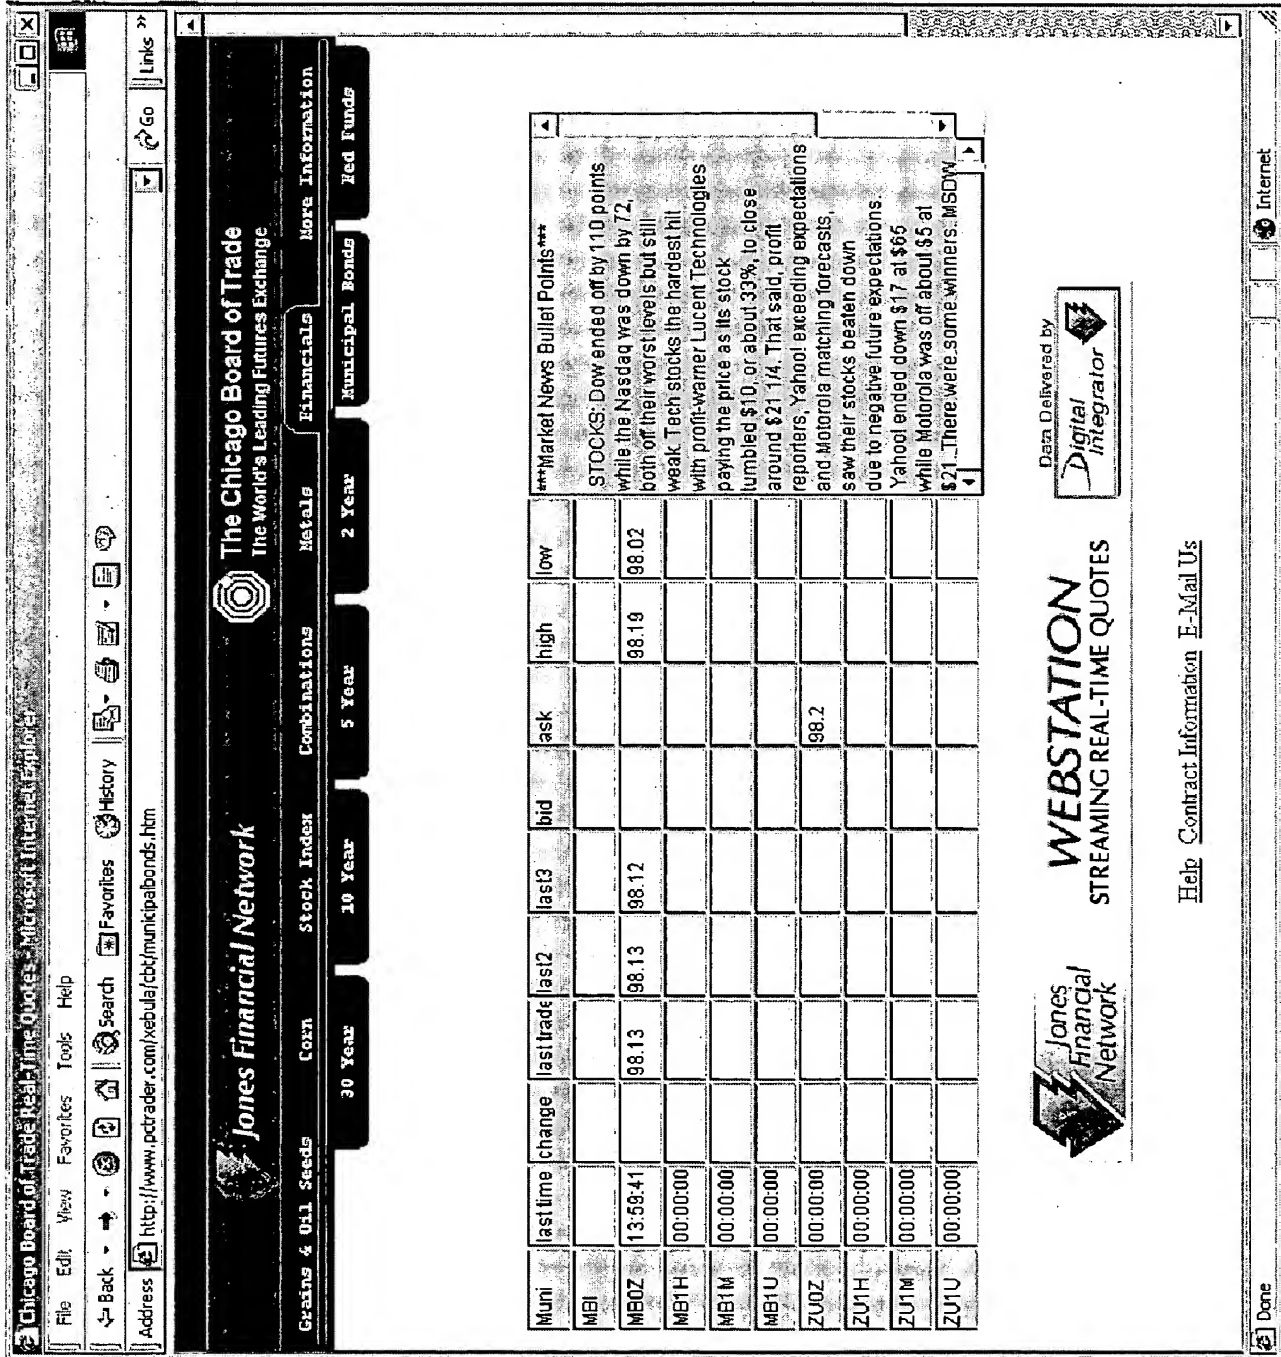 Chicago Board of Trade Real-Time Quotes - Microsoft Internet Explorer
File Edit View Favorites Tools Help
Back Search Favorites History
Address http://www.pctrader.com/xebula/cbt/municipalbonds.htm Go Links »
Jones Financial Network The Chicago Board of Trade
The World's Leading Futures Exchange
Grains & Oil Seeds Corn Stock Index Combinations Metals Financials More Information
30 Year 10 Year 5 Year 2 Year Municipal Bonds Fed Funds
Muni last time change last trade last2 last3 bid ask high low
MBI
MB0Z 13:59:41 98.13 98.13 98.12 98.19 98.02
MB1H 00:00:00
MB1M 00:00:00
MB1U 00:00:00
ZU0Z 00:00:00 98.2
ZU1H 00:00:00
ZU1M 00:00:00
ZU1U 00:00:00
***Market News Bullet Points***
STOCKS: Dow ended off by 110 points
while the Nasdaq was down by 72,
both off their worst levels but still
weak. Tech stocks the hardest hit
with profit-warner Lucent Technologies
paying the price as its stock
tumbled $10, or about 33%, to close
around $21 1/4. That said, profit
reporters, Yahoo! exceeding expectations
and Motorola matching forecasts,
saw their stocks beaten down
due to negative future expectations.
Yahoo! ended down $17 at $65
while Motorola was off about $5 at
$21. There were some winners. MSDW
Jones
Financial
Network
WEBSTATION
STREAMING REAL-TIME QUOTES
Data Delivered by
Digital
Integrator
Help Contract Information E-Mail Us
Done Internet